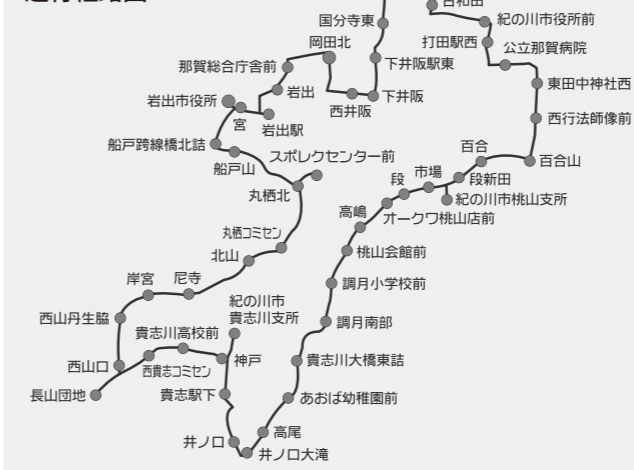 国分寺東
紀の川市役所前
岡田北
打田駅西
公立那賀病院
那賀総合庁舎前
下井阪駅東
東田中神社西
岩出市役所
岩出
西井阪
下井阪
宮
岩出駅
西行法師像前
船戸跨線橋北詰
船戸山
スポレクセンター前
百合
百合山
丸栖北
段
市場
段新田
紀の川市桃山支所
高嶋
オークワ桃山店前
丸栖コミセン
桃山会館前
北山
調月小学校前
岸宮
尼寺
紀の川市
貴志川支所
西山丹生脇
貴志川高校前
調月南部
西山口
西貴志コミセン
神戸
貴志川大橋東詰
長山団地
貴志駅下
あおば幼稚園前
井ノ口
高尾
井ノ口大滝